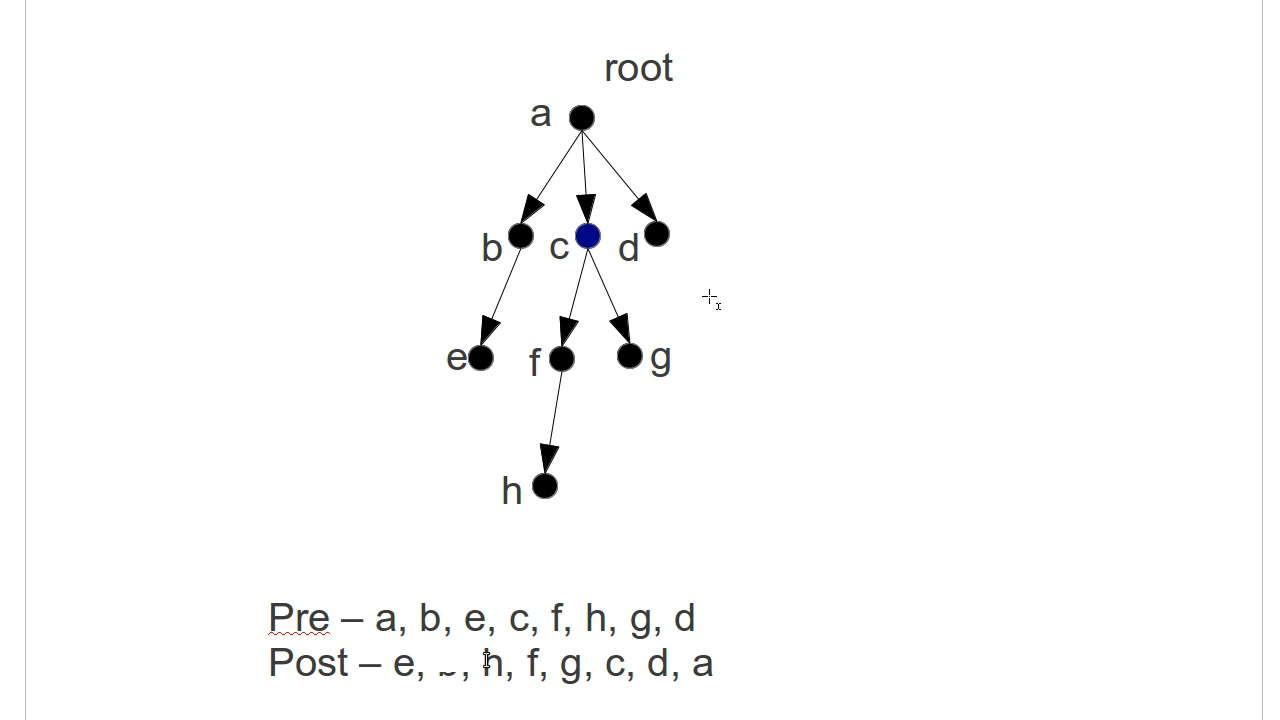 root
a
b c d
e f g
h
Pre – a, b, e, c, f, h, g, d
Post – e, b, h, f, g, c, d, a